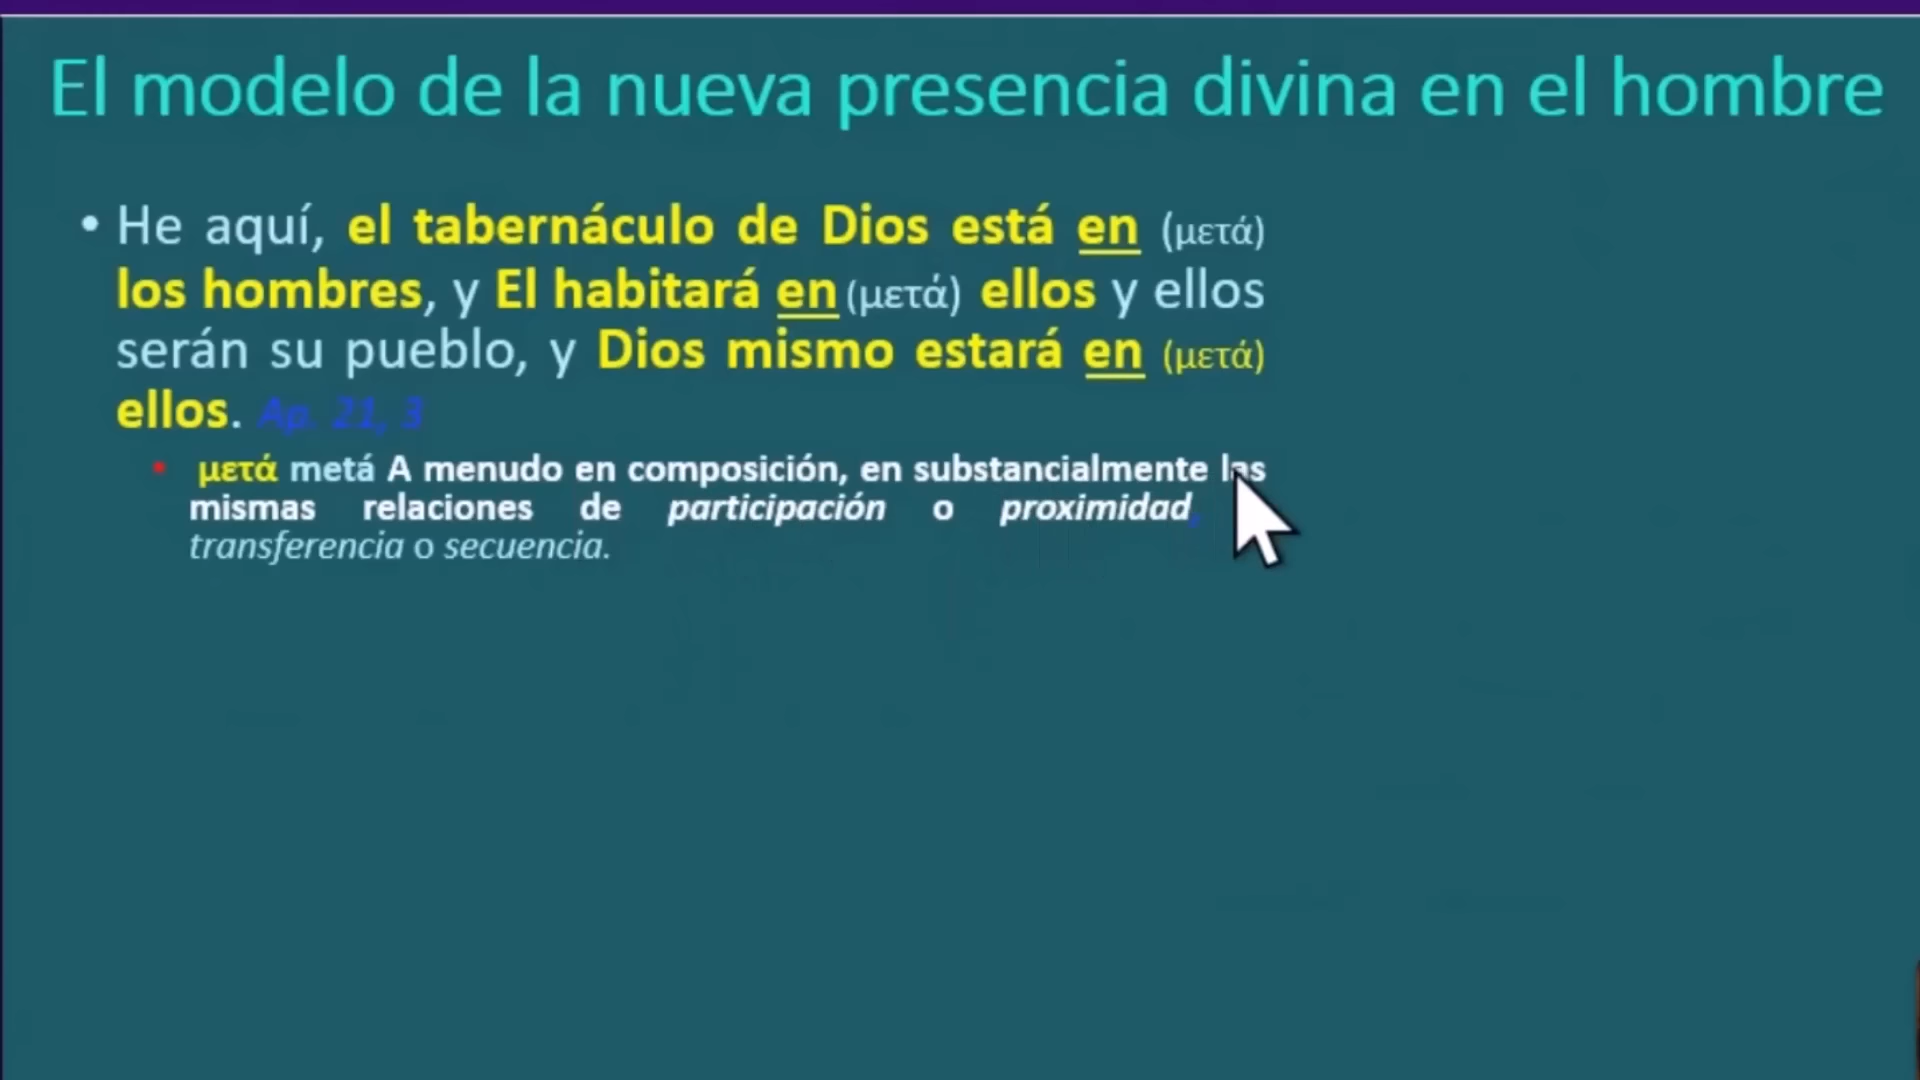 El modelo de la nueva presencia divina en el hombre
• He aquí, el tabernáculo de Dios está en (μετά)
los hombres, y El habitará en (μετά) ellos y ellos
serán su pueblo, y Dios mismo estará en (μετά)
ellos. Ap. 21, 3
▪ μετά metá A menudo en composición, en substancialmente las
mismas relaciones de participación o proximidad,
transferencia o secuencia.